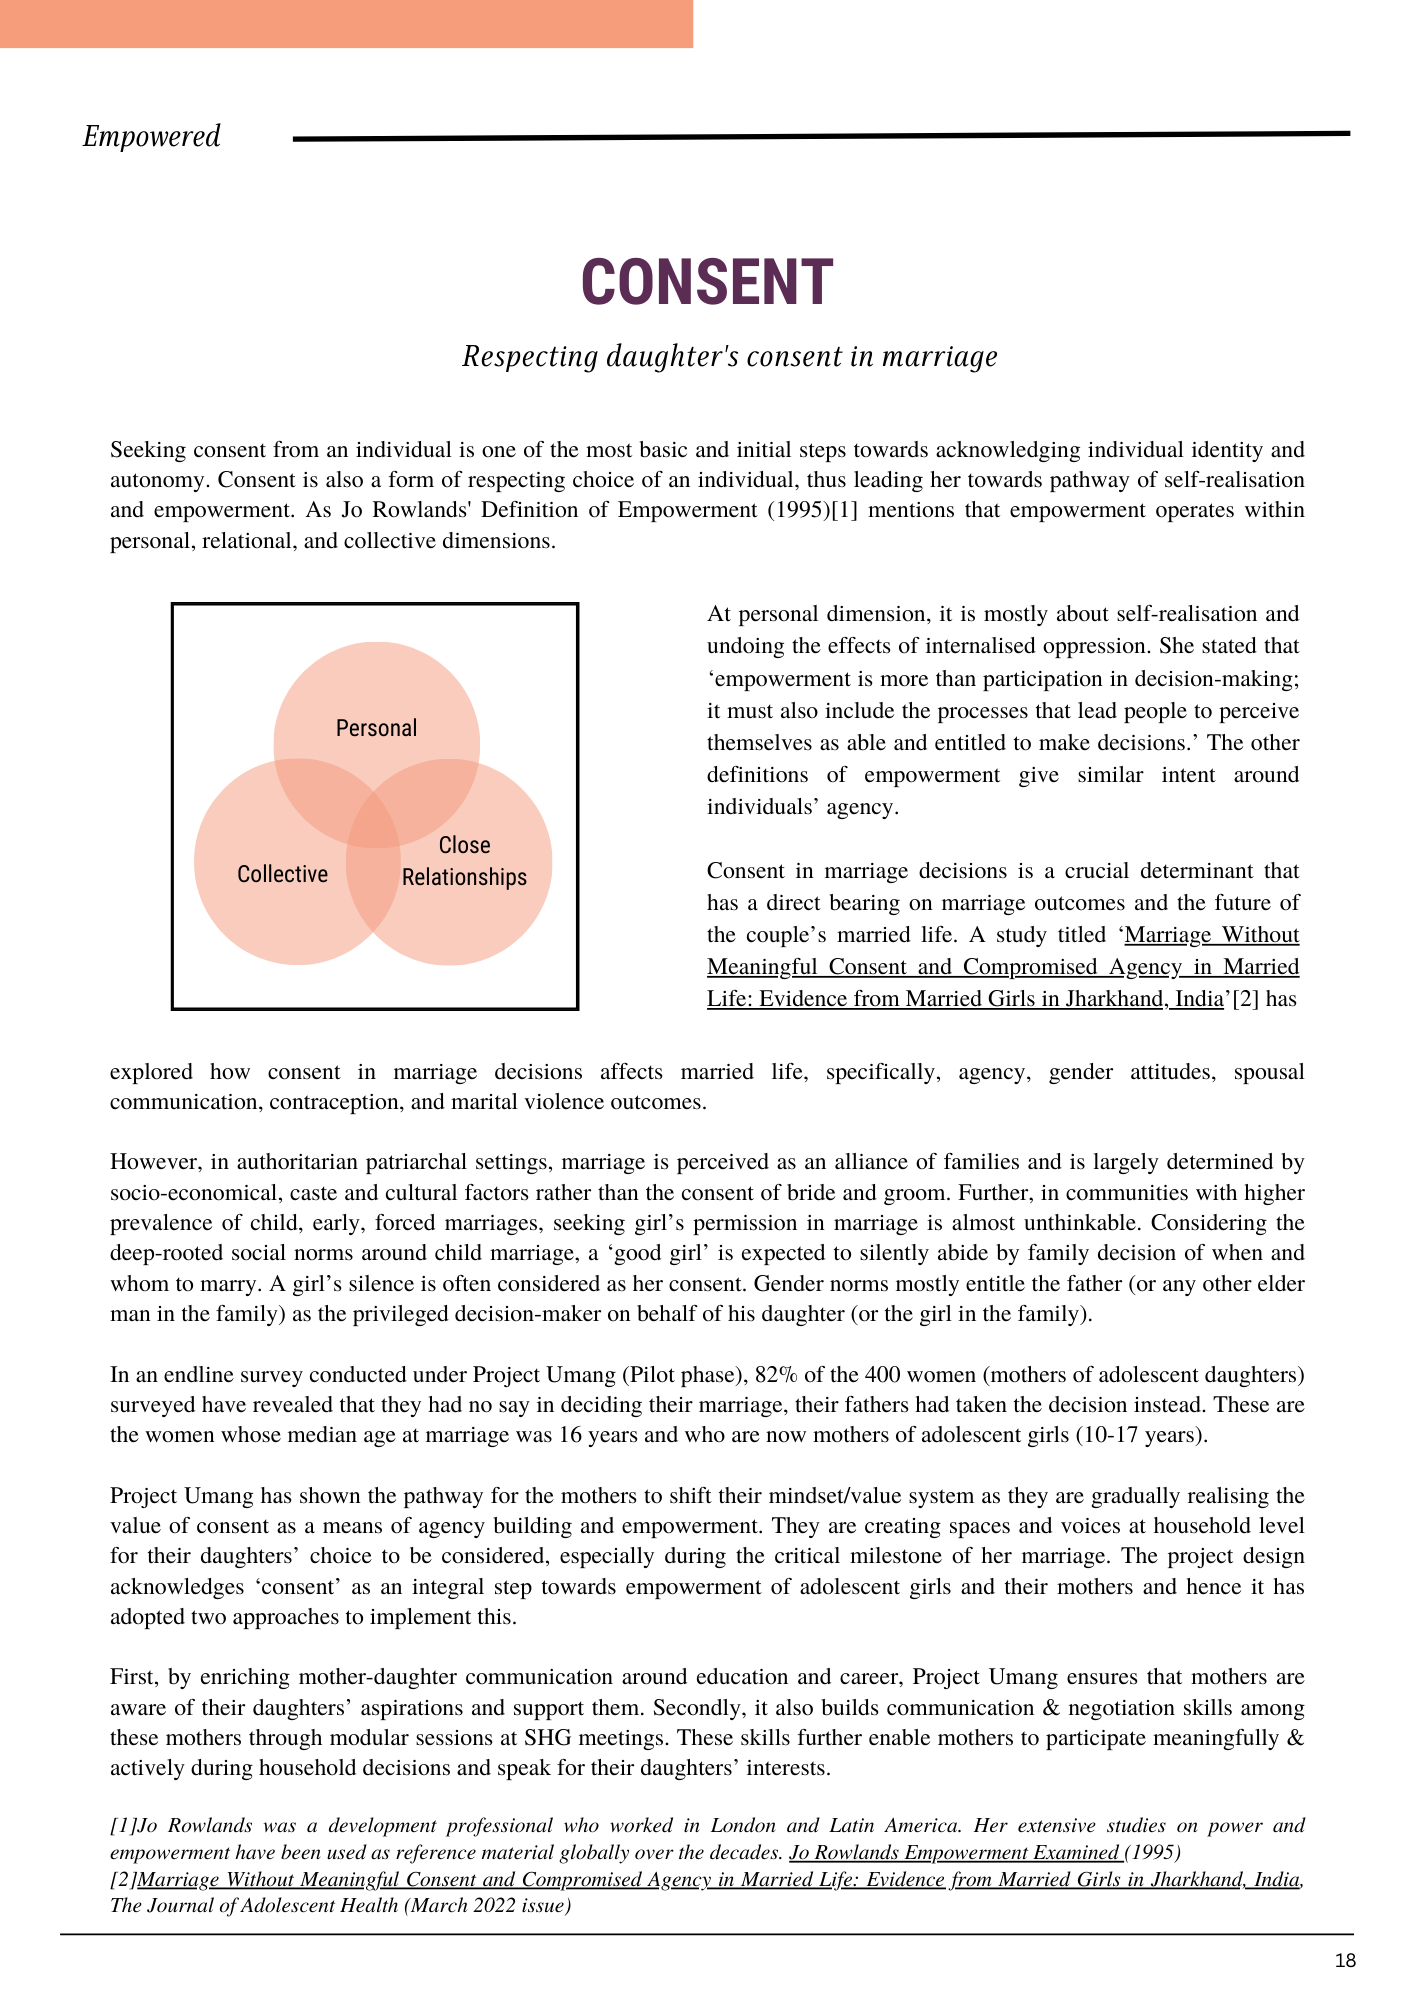 Empowered
CONSENT
Respecting daughter's consent in marriage
Seeking consent from an individual is one of the most basic and initial steps towards acknowledging individual identity and
autonomy. Consent is also a form of respecting choice of an individual, thus leading her towards pathway of self-realisation
and empowerment. As Jo Rowlands' Definition of Empowerment (1995)[1] mentions that empowerment operates within
personal, relational, and collective dimensions.
Personal
Collective
Close
Relationships
At personal dimension, it is mostly about self-realisation and
undoing the effects of internalised oppression. She stated that
‘empowerment is more than participation in decision-making;
it must also include the processes that lead people to perceive
themselves as able and entitled to make decisions.’ The other
definitions of empowerment give similar intent around
individuals’ agency.
Consent in marriage decisions is a crucial determinant that
has a direct bearing on marriage outcomes and the future of
the couple’s married life. A study titled ‘Marriage Without
Meaningful Consent and Compromised Agency in Married
Life: Evidence from Married Girls in Jharkhand, India’[2] has
explored how consent in marriage decisions affects married life, specifically, agency, gender attitudes, spousal
communication, contraception, and marital violence outcomes.
However, in authoritarian patriarchal settings, marriage is perceived as an alliance of families and is largely determined by
socio-economical, caste and cultural factors rather than the consent of bride and groom. Further, in communities with higher
prevalence of child, early, forced marriages, seeking girl’s permission in marriage is almost unthinkable. Considering the
deep-rooted social norms around child marriage, a ‘good girl’ is expected to silently abide by family decision of when and
whom to marry. A girl’s silence is often considered as her consent. Gender norms mostly entitle the father (or any other elder
man in the family) as the privileged decision-maker on behalf of his daughter (or the girl in the family).
In an endline survey conducted under Project Umang (Pilot phase), 82% of the 400 women (mothers of adolescent daughters)
surveyed have revealed that they had no say in deciding their marriage, their fathers had taken the decision instead. These are
the women whose median age at marriage was 16 years and who are now mothers of adolescent girls (10-17 years).
Project Umang has shown the pathway for the mothers to shift their mindset/value system as they are gradually realising the
value of consent as a means of agency building and empowerment. They are creating spaces and voices at household level
for their daughters’ choice to be considered, especially during the critical milestone of her marriage. The project design
acknowledges ‘consent’ as an integral step towards empowerment of adolescent girls and their mothers and hence it has
adopted two approaches to implement this.
First, by enriching mother-daughter communication around education and career, Project Umang ensures that mothers are
aware of their daughters’ aspirations and support them. Secondly, it also builds communication & negotiation skills among
these mothers through modular sessions at SHG meetings. These skills further enable mothers to participate meaningfully &
actively during household decisions and speak for their daughters’ interests.
[1]Jo Rowlands was a development professional who worked in London and Latin America. Her extensive studies on power and
empowerment have been used as reference material globally over the decades. Jo Rowlands Empowerment Examined (1995)
[2]Marriage Without Meaningful Consent and Compromised Agency in Married Life: Evidence from Married Girls in Jharkhand, India,
The Journal of Adolescent Health (March 2022 issue)
18